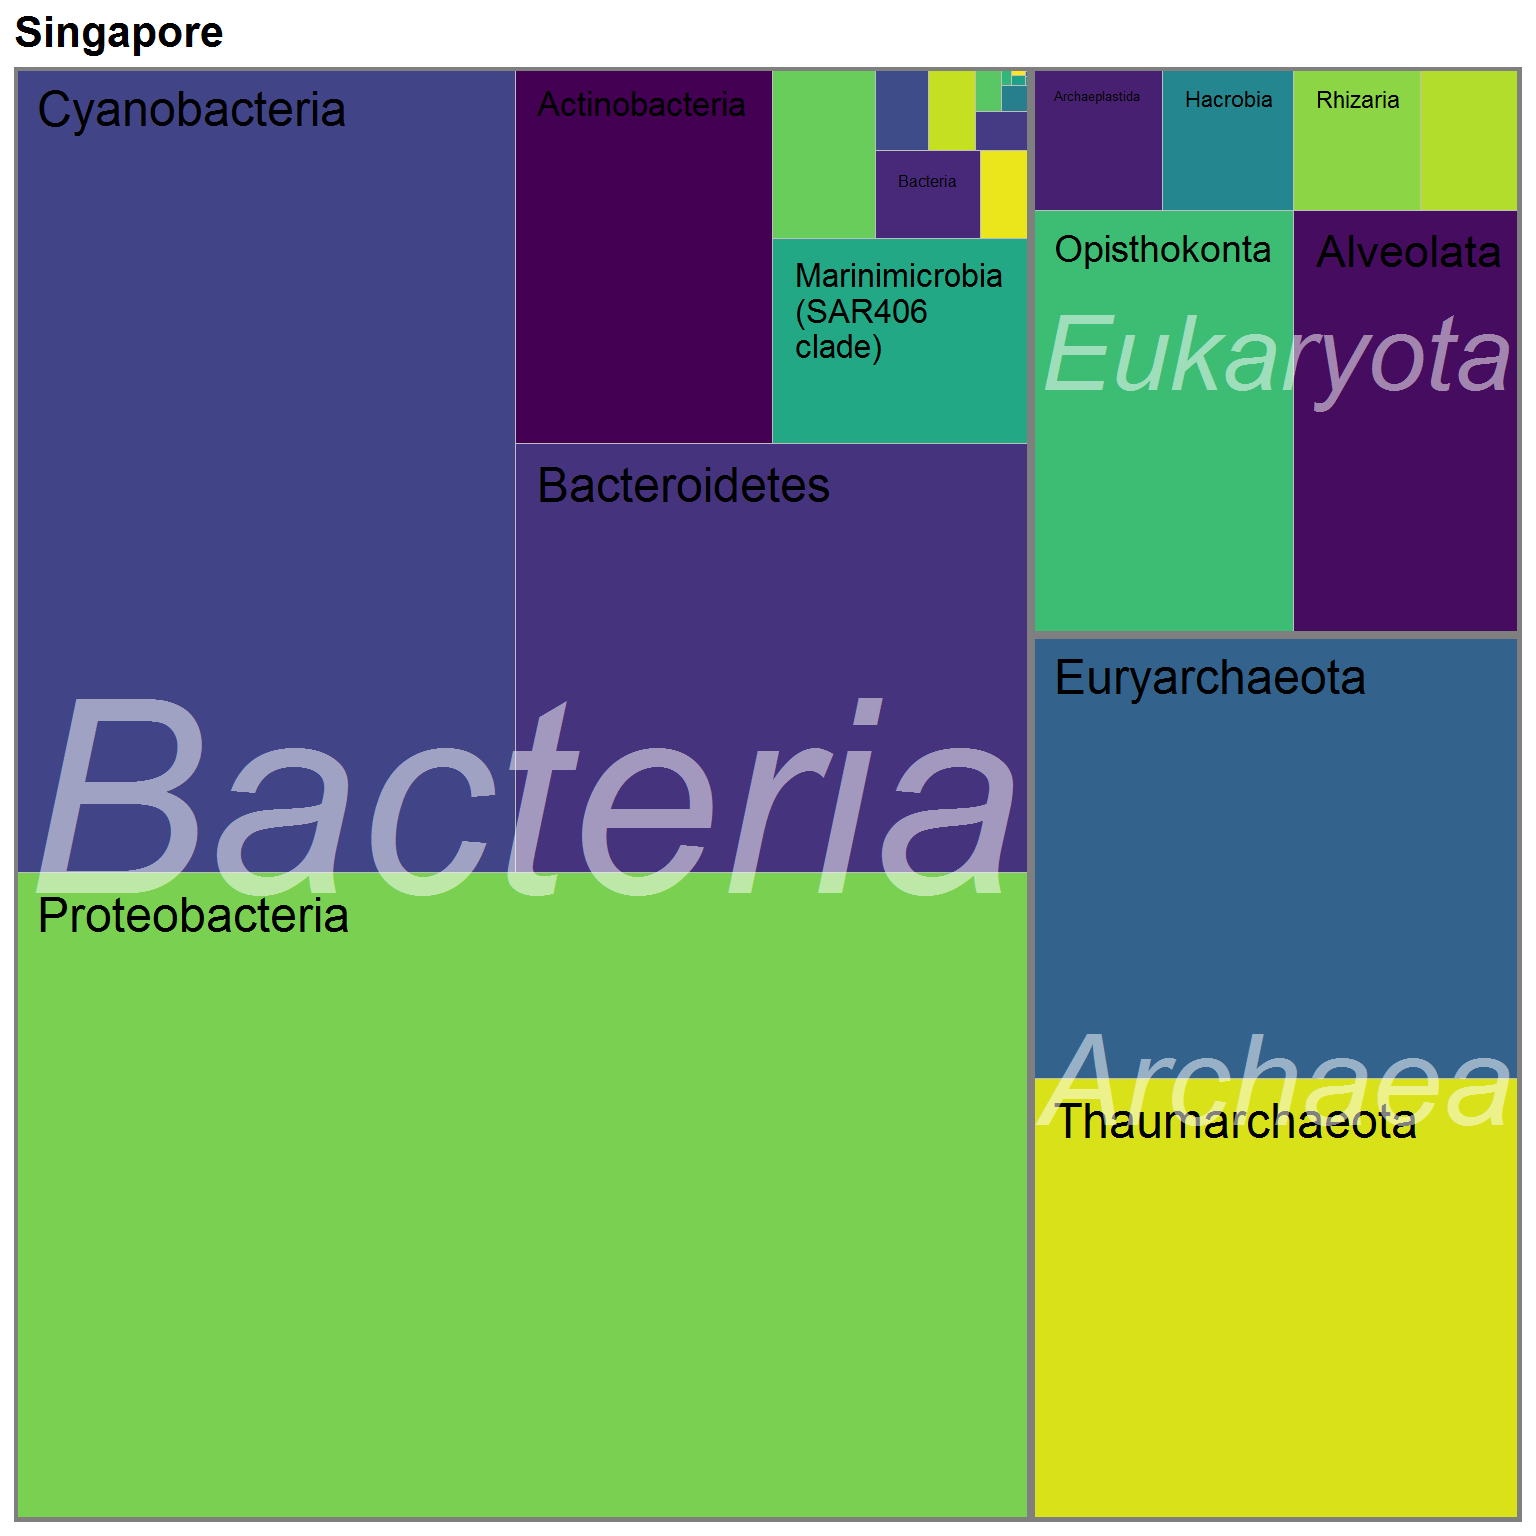 Singapore
Cyanobacteria
Actinobacteria
Bacteria
Marinimicrobia
(SAR406
clade)
Bacteroidetes
Bacteria
Proteobacteria
Archaeplastida
Hacrobia
Rhizaria
Opisthokonta
Alveolata
Eukaryota
Euryarchaeota
Archaea
Thaumarchaeota